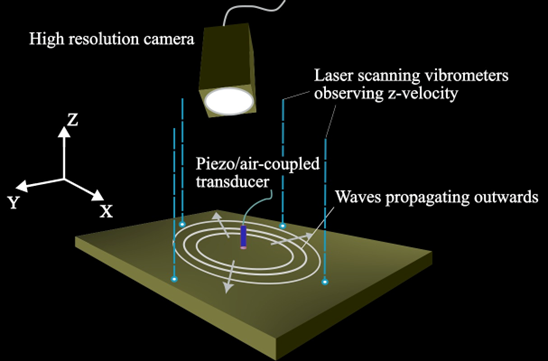 High resolution camera
Laser scanning vibrometers
observing z-velocity
Z
Piezo/air-coupled
transducer
Waves propagating outwards
Y
X